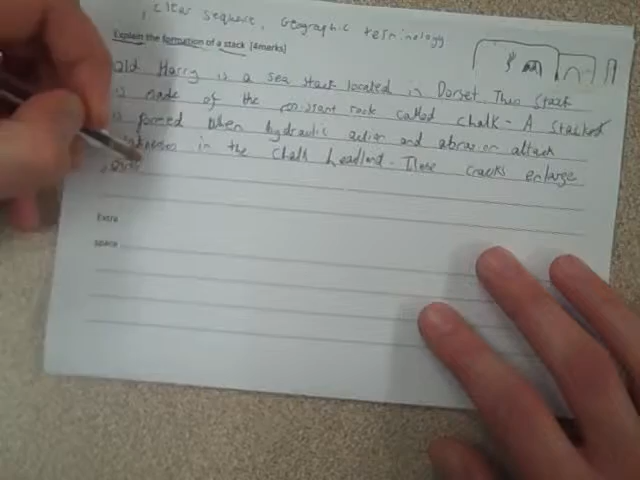 , clear sequence, Geographic terminology
Explain the formation of a stack [4marks]
Old Harry is a sea stack located in Dorset. This stack
is made of the resistant rock called chalk - A stack
is formed when hydraulic action and abrasion attack
in the chalk headland - These cracks enlarge
Extra
space